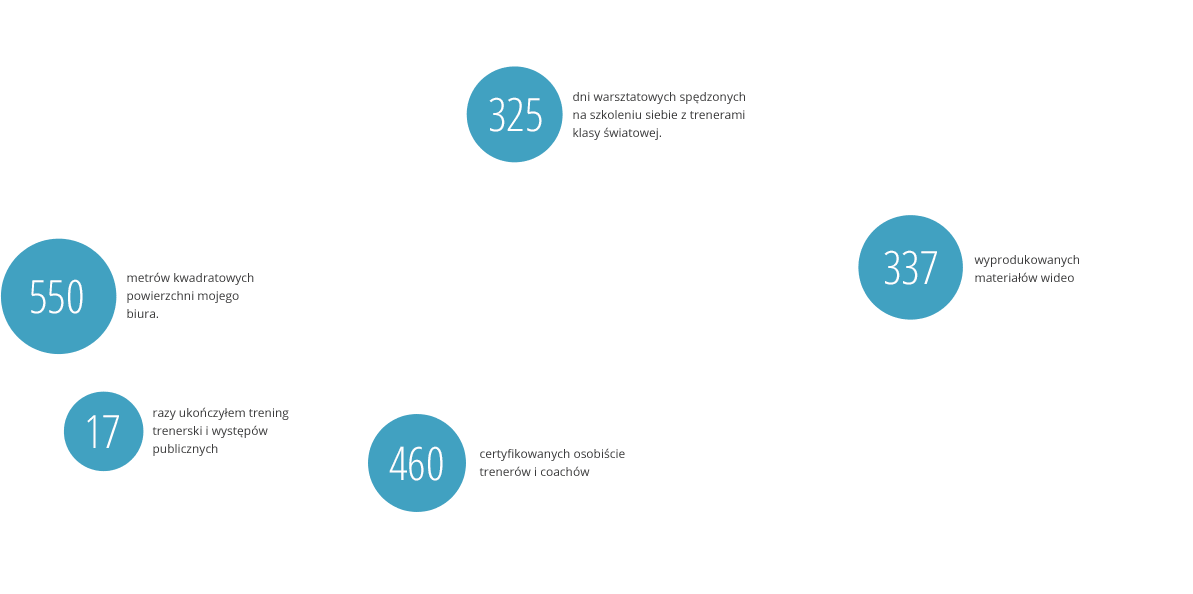 325
dni warsztatowych spędzonych
na szkoleniu siebie z trenerami
klasy światowej.
337
wyprodukowanych
materiałów wideo
550
metrów kwadratowych
powierzchni mojego
biura.
17
razy ukończyłem trening
trenerski i występów
publicznych
460
certyfikowanych osobiście
trenerów i coachów